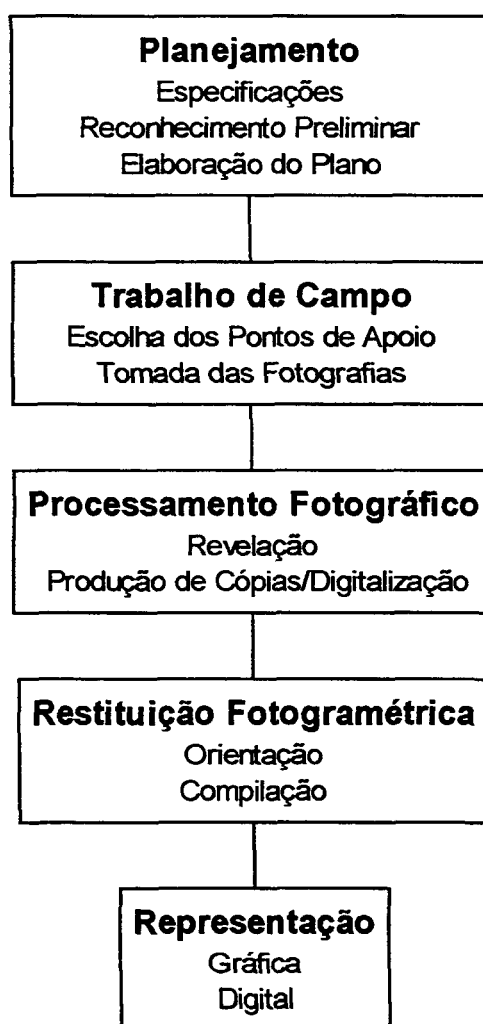 Planejamento
Especificações
Reconhecimento Preliminar
Elaboração do Plano
Trabalho de Campo
Escolha dos Pontos de Apoio
Tomada das Fotografias
Processamento Fotográfico
Revelação
Produção de Cópias/Digitalização
Restituição Fotogramétrica
Orientação
Compilação
Representação
Gráfica
Digital